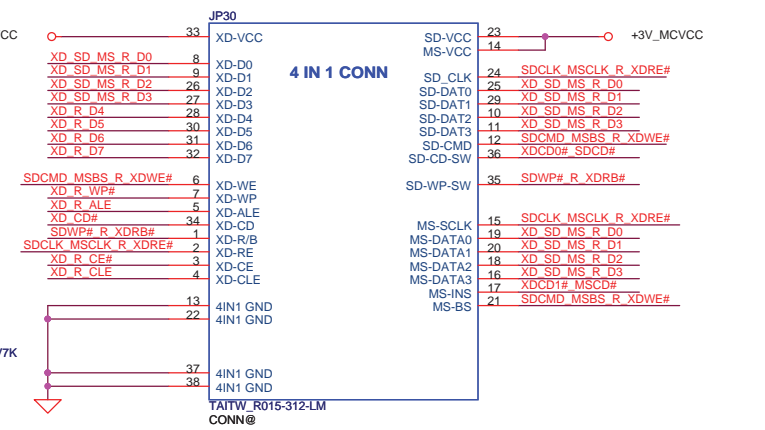 JP30
CC 33 XD-VCC SD-VCC 23 +3V_MCVCC
MS-VCC 14
4 IN 1 CONN
XD_SD_MS_R_D0 8 XD-D0
XD_SD_MS_R_D1 9 XD-D1
XD_SD_MS_R_D2 26 XD-D2
XD_SD_MS_R_D3 27 XD-D3
XD_R_D4 28 XD-D4
XD_R_D5 30 XD-D5
XD_R_D6 31 XD-D6
XD_R_D7 32 XD-D7
SD_CLK 24 SDCLK_MSCLK_R_XDRE#
SD-DAT0 25 XD_SD_MS_R_D0
SD-DAT1 29 XD_SD_MS_R_D1
SD-DAT2 10 XD_SD_MS_R_D2
SD-DAT3 11 XD_SD_MS_R_D3
SD-CMD 12 SDCMD_MSBS_R_XDWE#
SD-CD-SW 36 XDCD0#_SDCD#
SD-WP-SW 35 SDWP#_R_XDRB#
SDCMD_MSBS_R_XDWE# 6 XD-WE
XD_R_WP# 7 XD-WP
XD_R_ALE 5 XD-ALE
XD_CD# 34 XD-CD
SDWP#_R_XDRB# 1 XD-R/B
SDCLK_MSCLK_R_XDRE# 2 XD-RE
XD_R_CE# 3 XD-CE
XD_R_CLE 4 XD-CLE
MS-SCLK 15 SDCLK_MSCLK_R_XDRE#
MS-DATA0 19 XD_SD_MS_R_D0
MS-DATA1 20 XD_SD_MS_R_D1
MS-DATA2 18 XD_SD_MS_R_D2
MS-DATA3 16 XD_SD_MS_R_D3
MS-INS 17 XDCD1#_MSCD#
MS-BS 21 SDCMD_MSBS_R_XDWE#
13 4IN1 GND
22 4IN1 GND
/7K
37 4IN1 GND
38 4IN1 GND
TAITW_R015-312-LM
CONN@